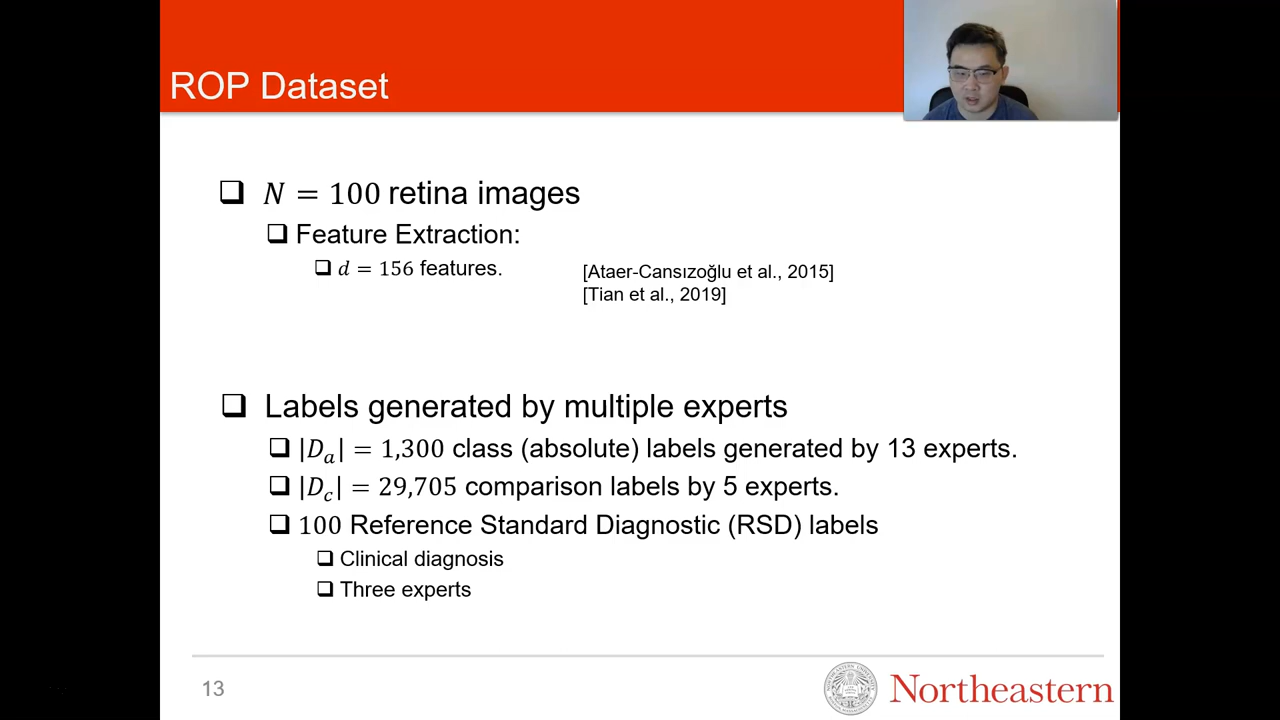 ROP Dataset
N = 100 retina images
Feature Extraction:
d = 156 features.
[Ataer-Cansızoğlu et al., 2015]
[Tian et al., 2019]
Labels generated by multiple experts
|Dₐ| = 1,300 class (absolute) labels generated by 13 experts.
|D_c| = 29,705 comparison labels by 5 experts.
100 Reference Standard Diagnostic (RSD) labels
Clinical diagnosis
Three experts
13
Northeastern